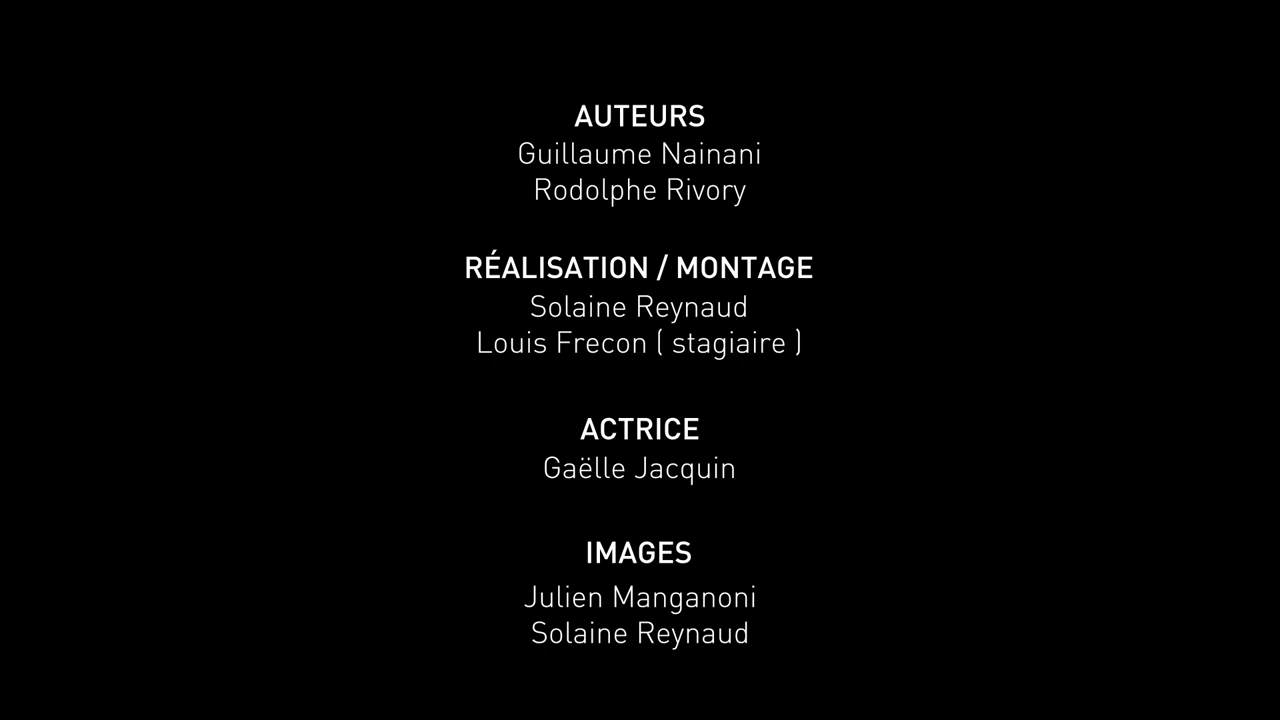 AUTEURS
Guillaume Nainani
Rodolphe Rivory
RÉALISATION / MONTAGE
Solaine Reynaud
Louis Frecon ( stagiaire )
ACTRICE
Gaëlle Jacquin
IMAGES
Julien Manganoni
Solaine Reynaud